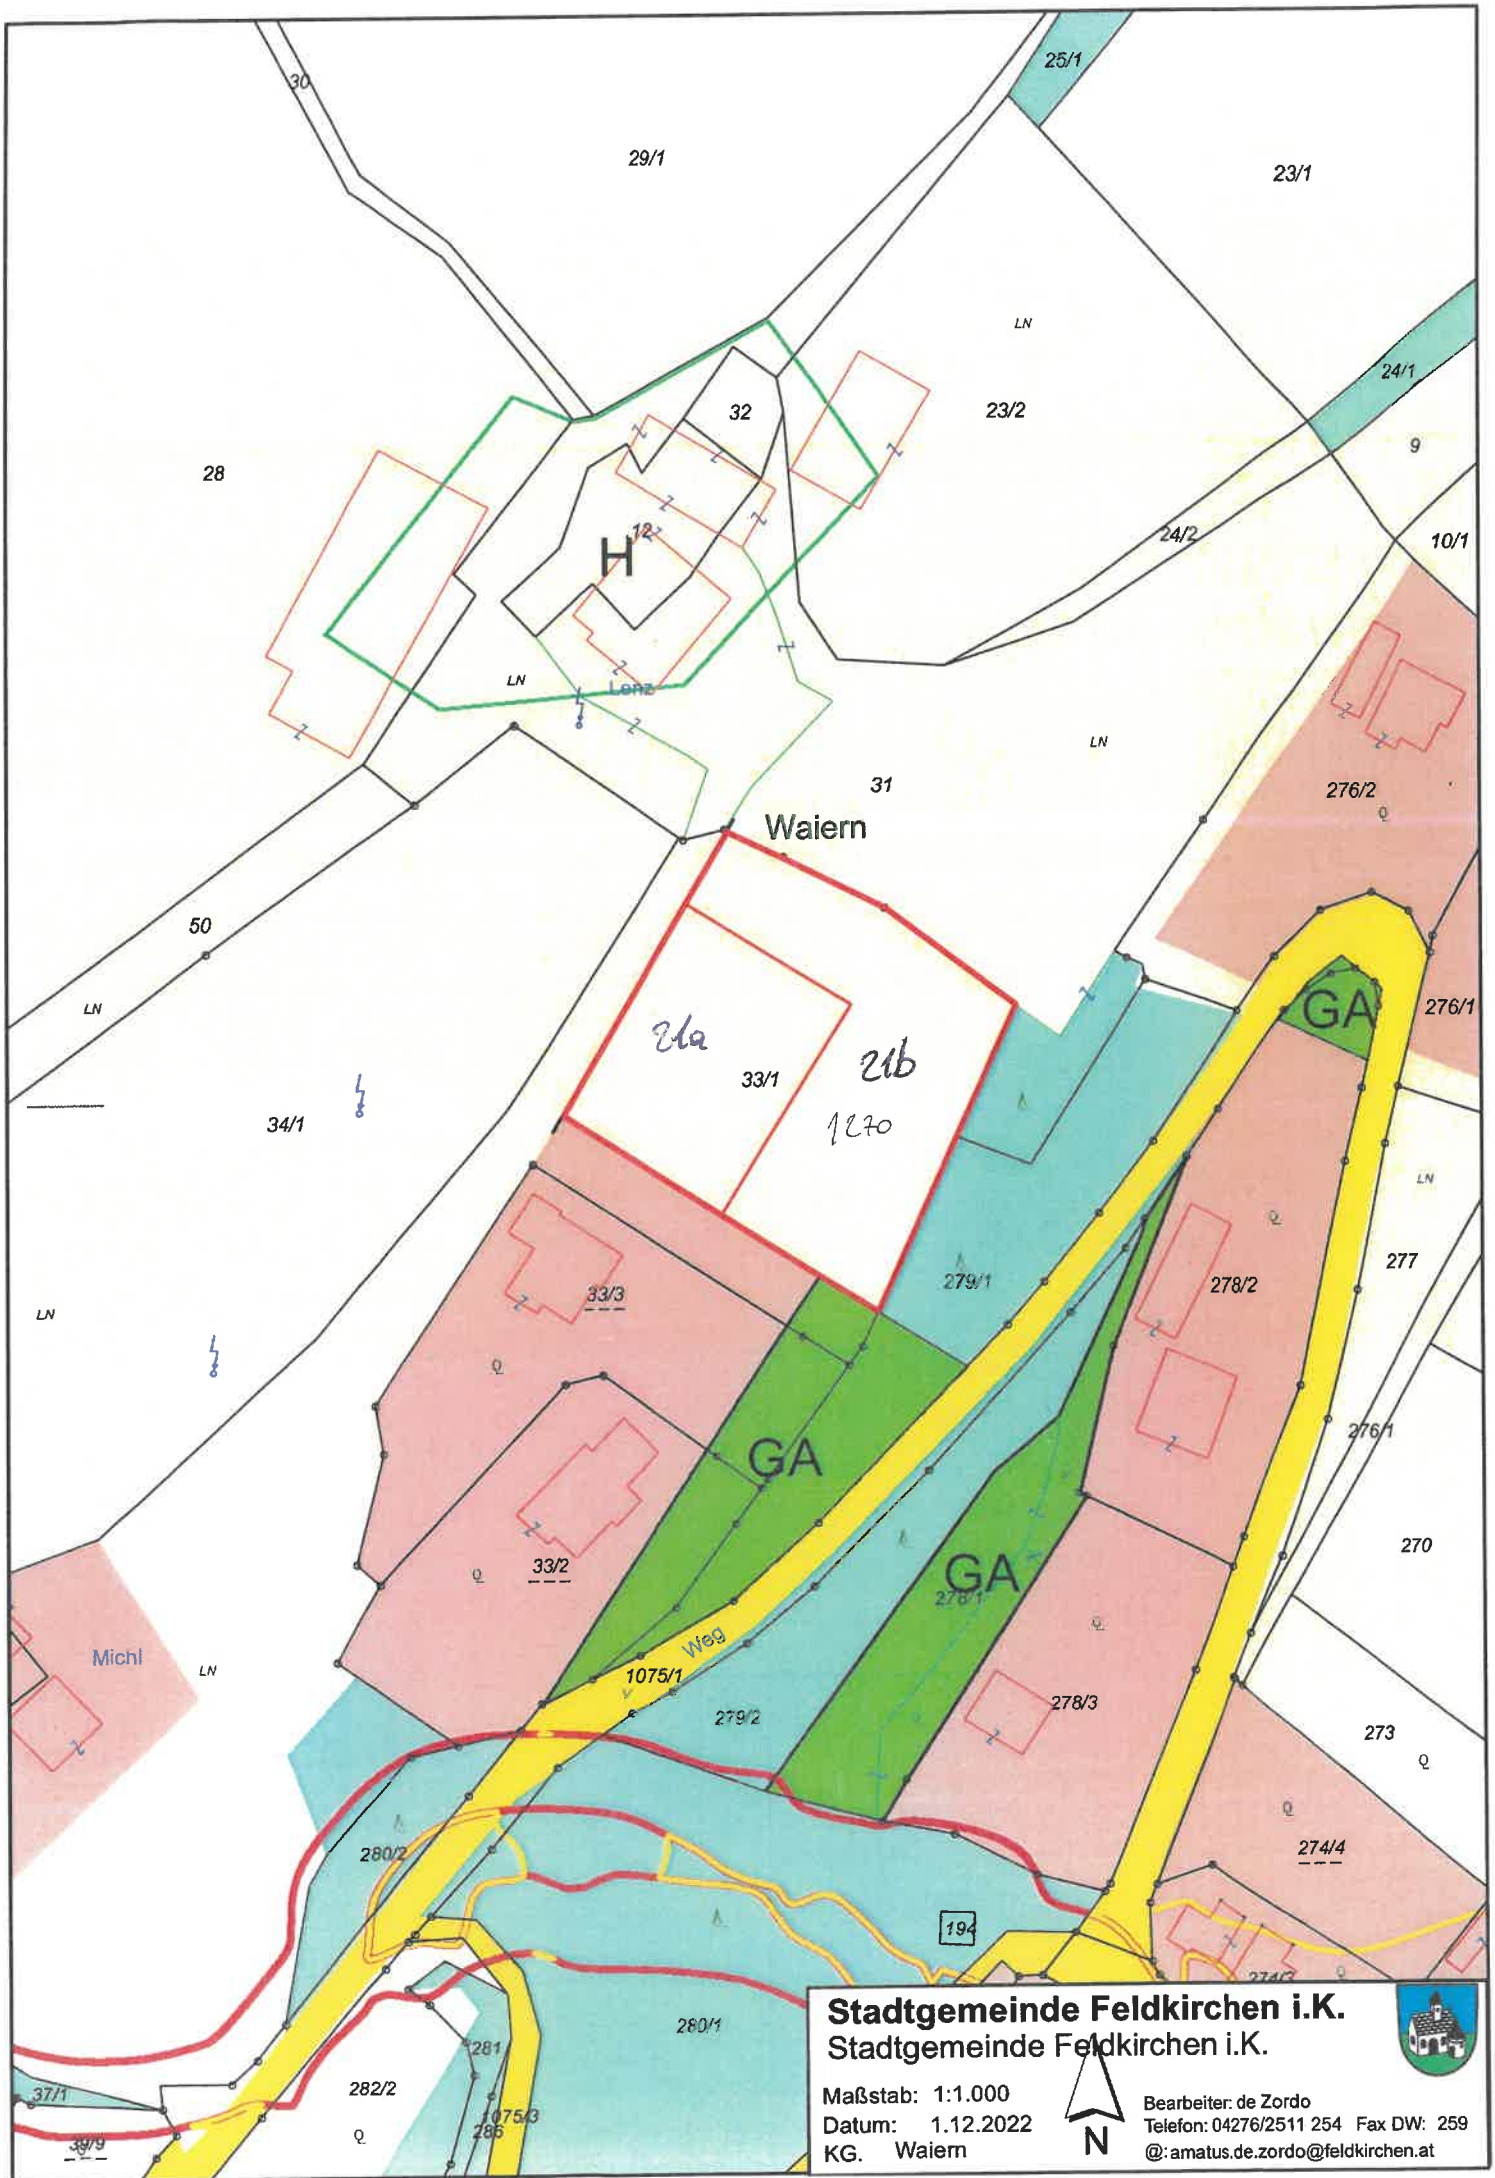 25/1
30
29/1
23/1
LN
24/1
32
23/2
28
9
12
24/2
10/1
H
LN
Lenz
LN
31
276/2
Q
Waiern
50
LN
GA
276/1
21a
33/1
21b
34/1
1270
LN
Q
277
279/1
278/2
33/3
LN
Q
276/1
GA
270
33/2
Q
GA
278/1
Q
Weg
Michl
LN
1075/1
278/3
279/2
273
Q
Q
274/4
280/2
194
274/3
Q
280/1
281
37/1
282/2
1075/3
286
Q
39/9
Stadtgemeinde Feldkirchen i.K.
Stadtgemeinde Feldkirchen i.K.
Maßstab: 1:1.000
Datum: 1.12.2022
KG. Waiern
N
Bearbeiter: de Zordo
Telefon: 04276/2511 254 Fax DW: 259
@: amatus.de.zordo@feldkirchen.at